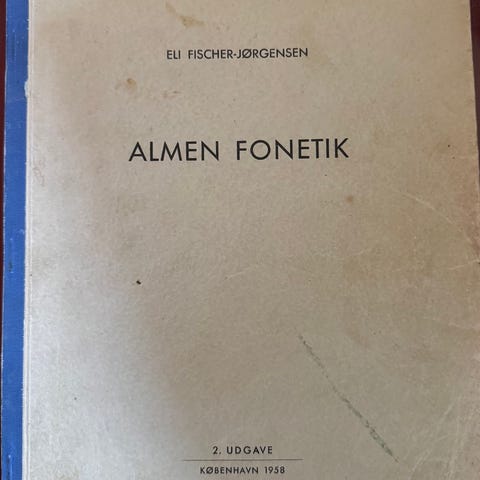 ELI FISCHER-JØRGENSEN
ALMEN FONETIK
2. UDGAVE
KØBENHAVN 1958